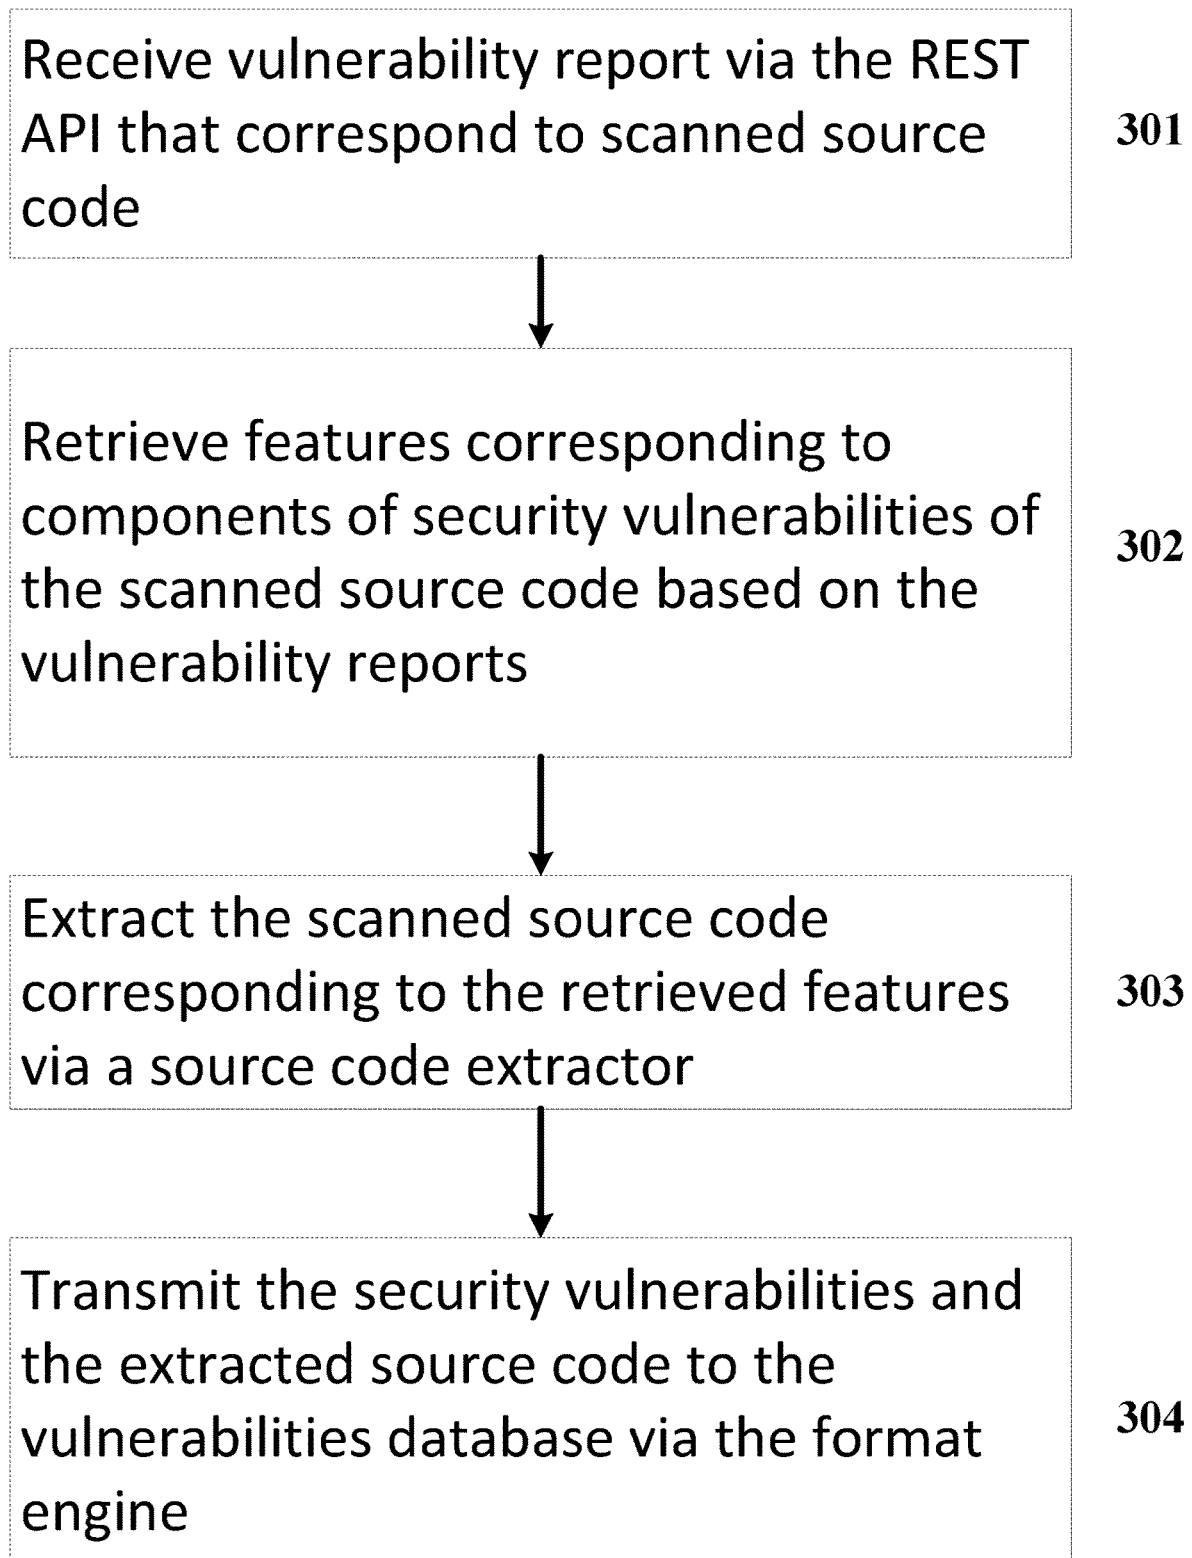 Receive vulnerability report via the REST
API that correspond to scanned source
code
301
Retrieve features corresponding to
components of security vulnerabilities of
the scanned source code based on the
vulnerability reports
302
Extract the scanned source code
corresponding to the retrieved features
via a source code extractor
303
Transmit the security vulnerabilities and
the extracted source code to the
vulnerabilities database via the format
engine
304